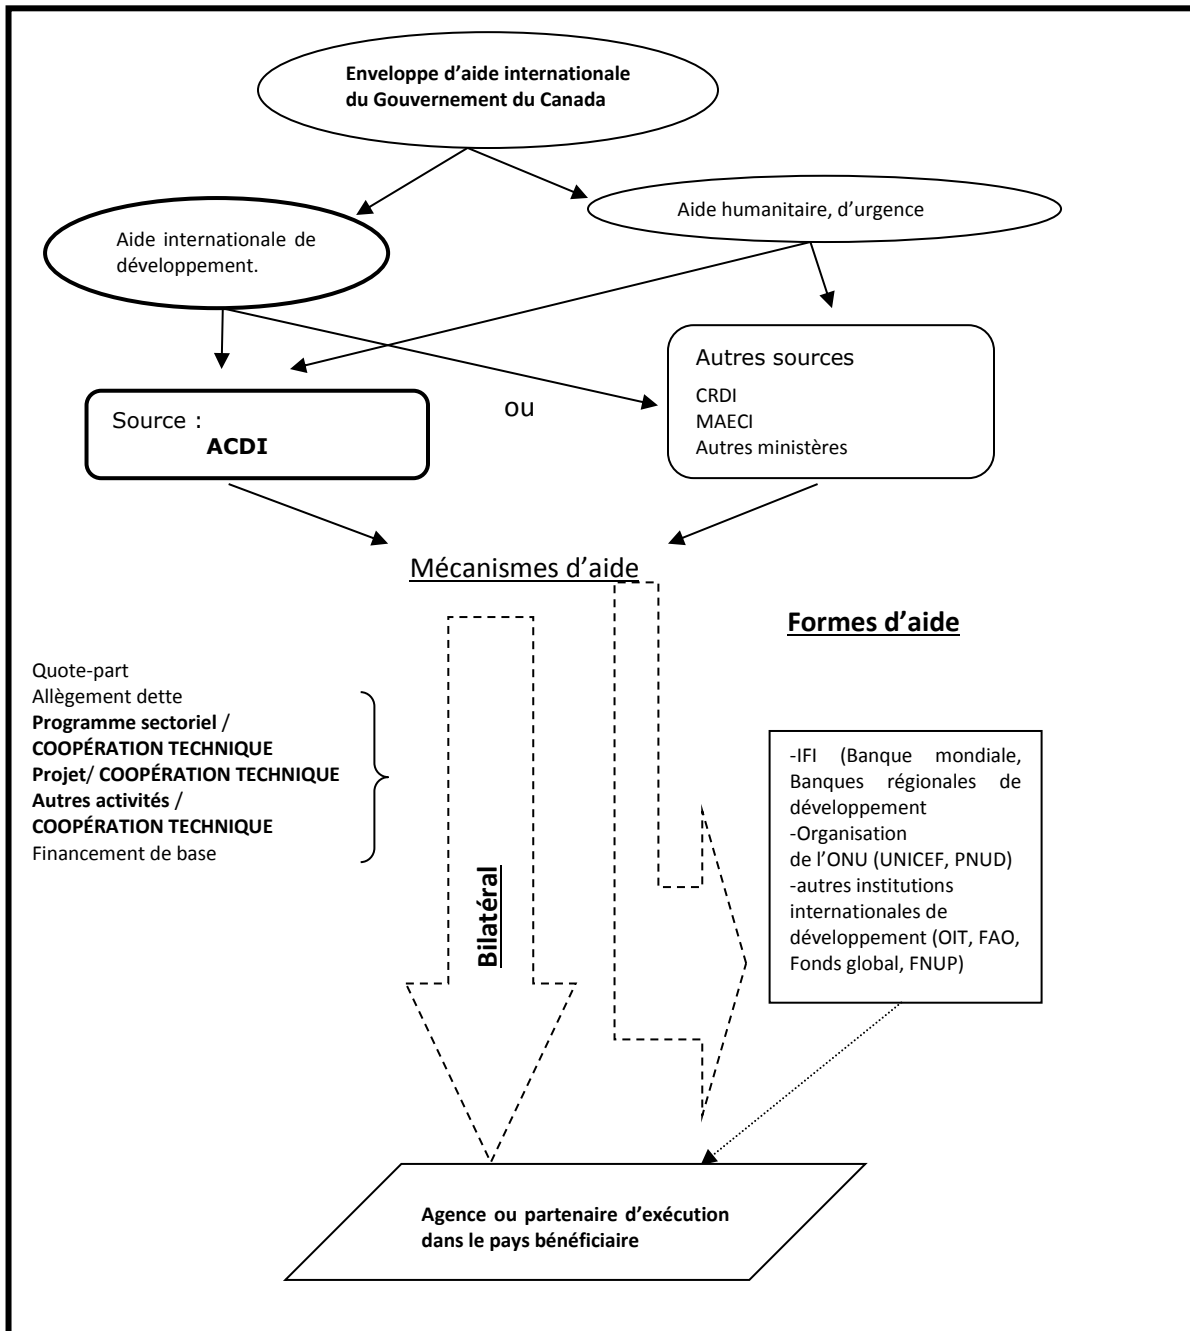 Enveloppe d’aide internationale
du Gouvernement du Canada
Aide humanitaire, d’urgence
Aide internationale de
développement.
Autres sources
CRDI
MAECI
Autres ministères
ou
Source :
ACDI
Mécanismes d’aide
Formes d’aide
Quote-part
Allègement dette
Programme sectoriel /
COOPÉRATION TECHNIQUE
Projet/ COOPÉRATION TECHNIQUE
Autres activités /
COOPÉRATION TECHNIQUE
Financement de base
Bilatéral
-IFI (Banque mondiale,
Banques régionales de
développement
-Organisation
de l’ONU (UNICEF, PNUD)
-autres institutions
internationales de
développement (OIT, FAO,
Fonds global, FNUP)
Agence ou partenaire d’exécution
dans le pays bénéficiaire